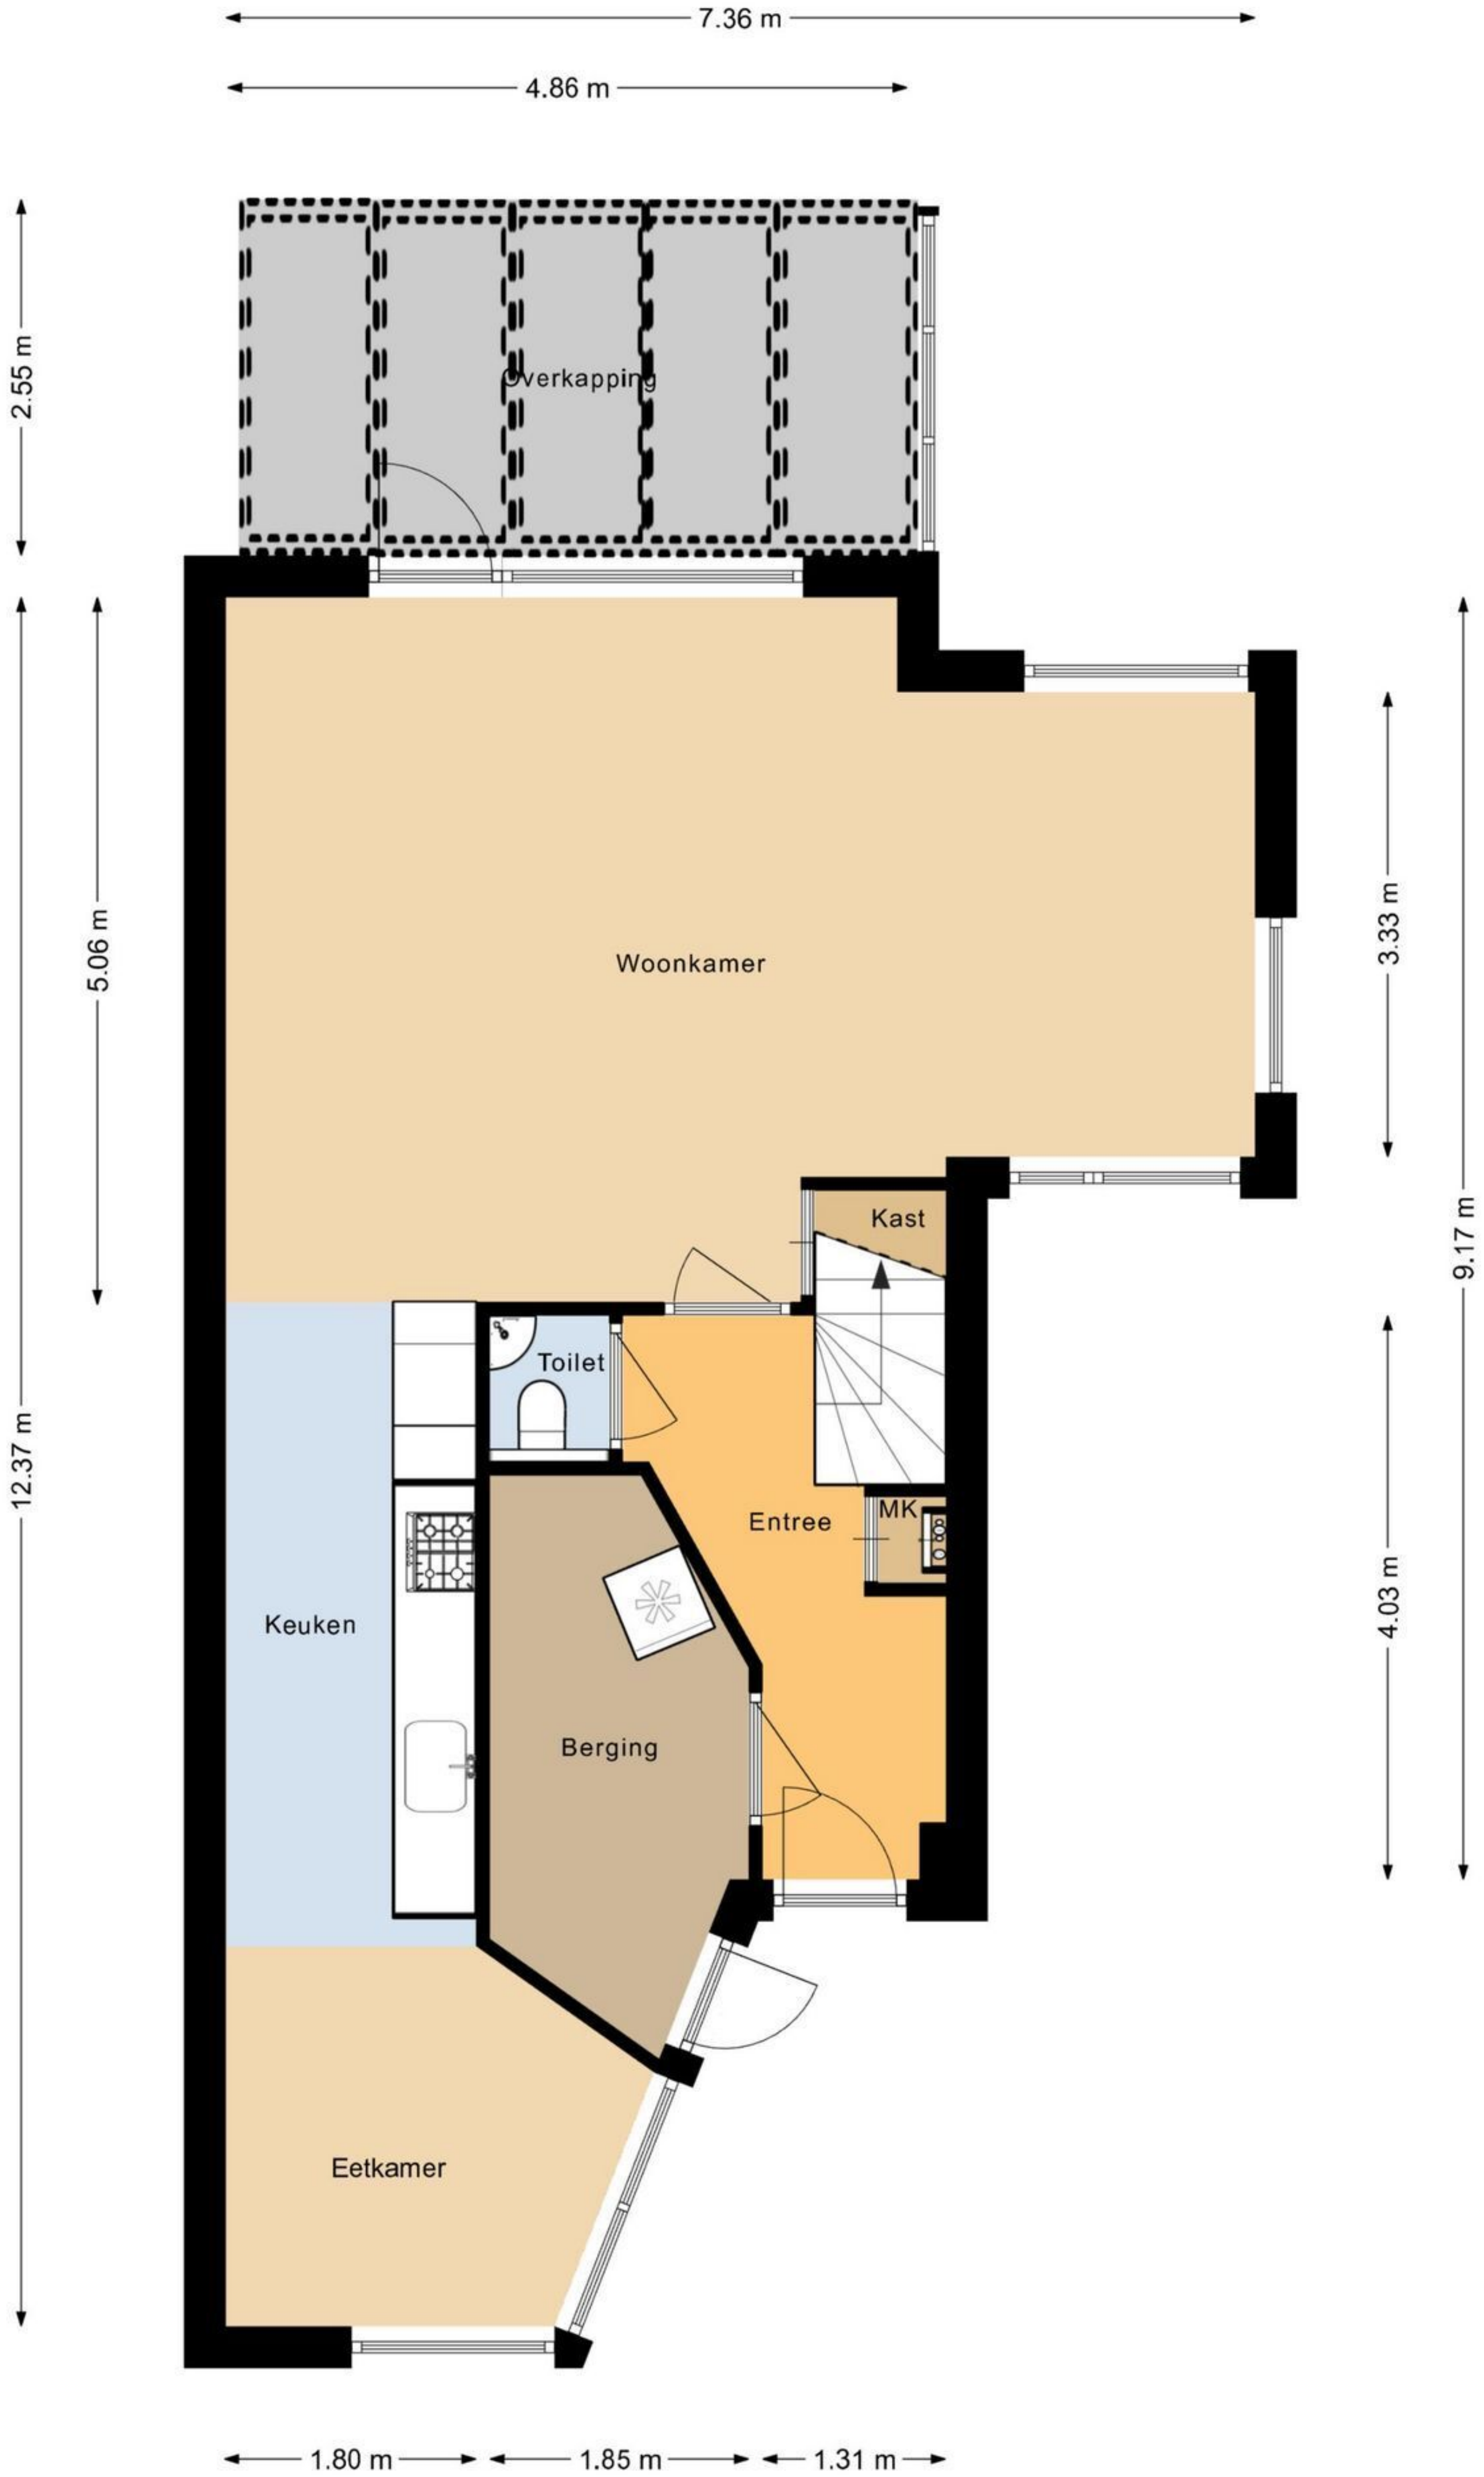 7.36 m
4.86 m
2.55 m
Overkapping
5.06 m
Woonkamer
3.33 m
9.17 m
Kast
Toilet
12.37 m
MK
Entree
4.03 m
Keuken
Berging
Eetkamer
1.80 m
1.85 m
1.31 m